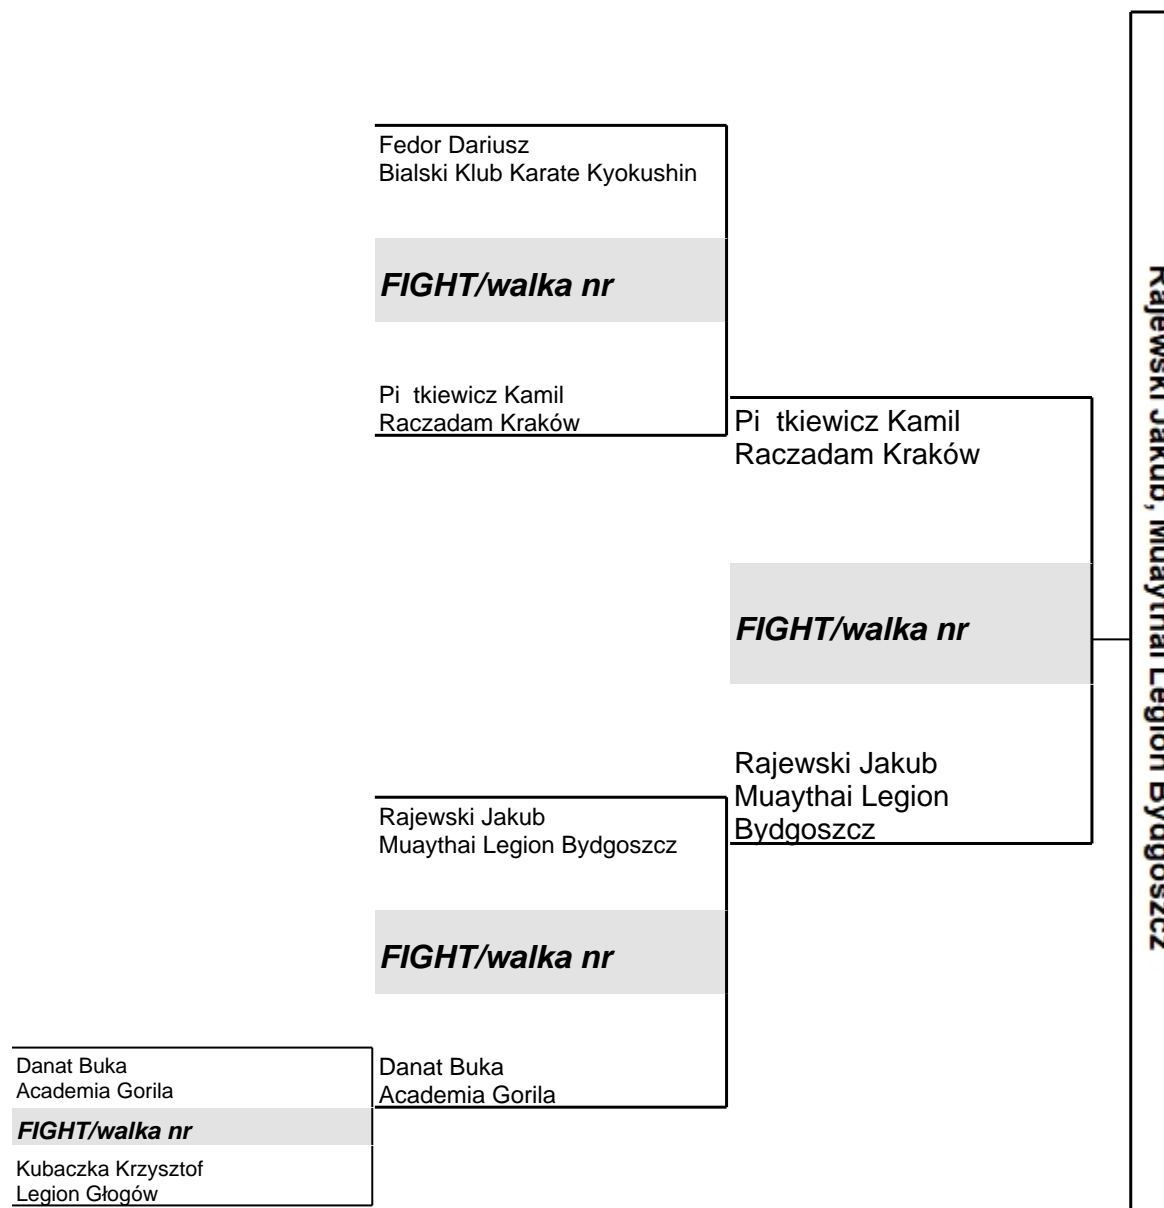 Fedor Dariusz
Bialski Klub Karate Kyokushin
FIGHT/walka nr
Pi tkiewicz Kamil
Raczadam Kraków
Pi tkiewicz Kamil
Raczadam Kraków
FIGHT/walka nr
Rajewski Jakub
Muaythai Legion
Bydgoszcz
Rajewski Jakub
Muaythai Legion Bydgoszcz
FIGHT/walka nr
Danat Buka
Academia Gorila
Danat Buka
Academia Gorila
FIGHT/walka nr
Kubaczka Krzysztof
Legion Głogów
Rajewski Jakub, Muaythai Legion Bydgoszcz